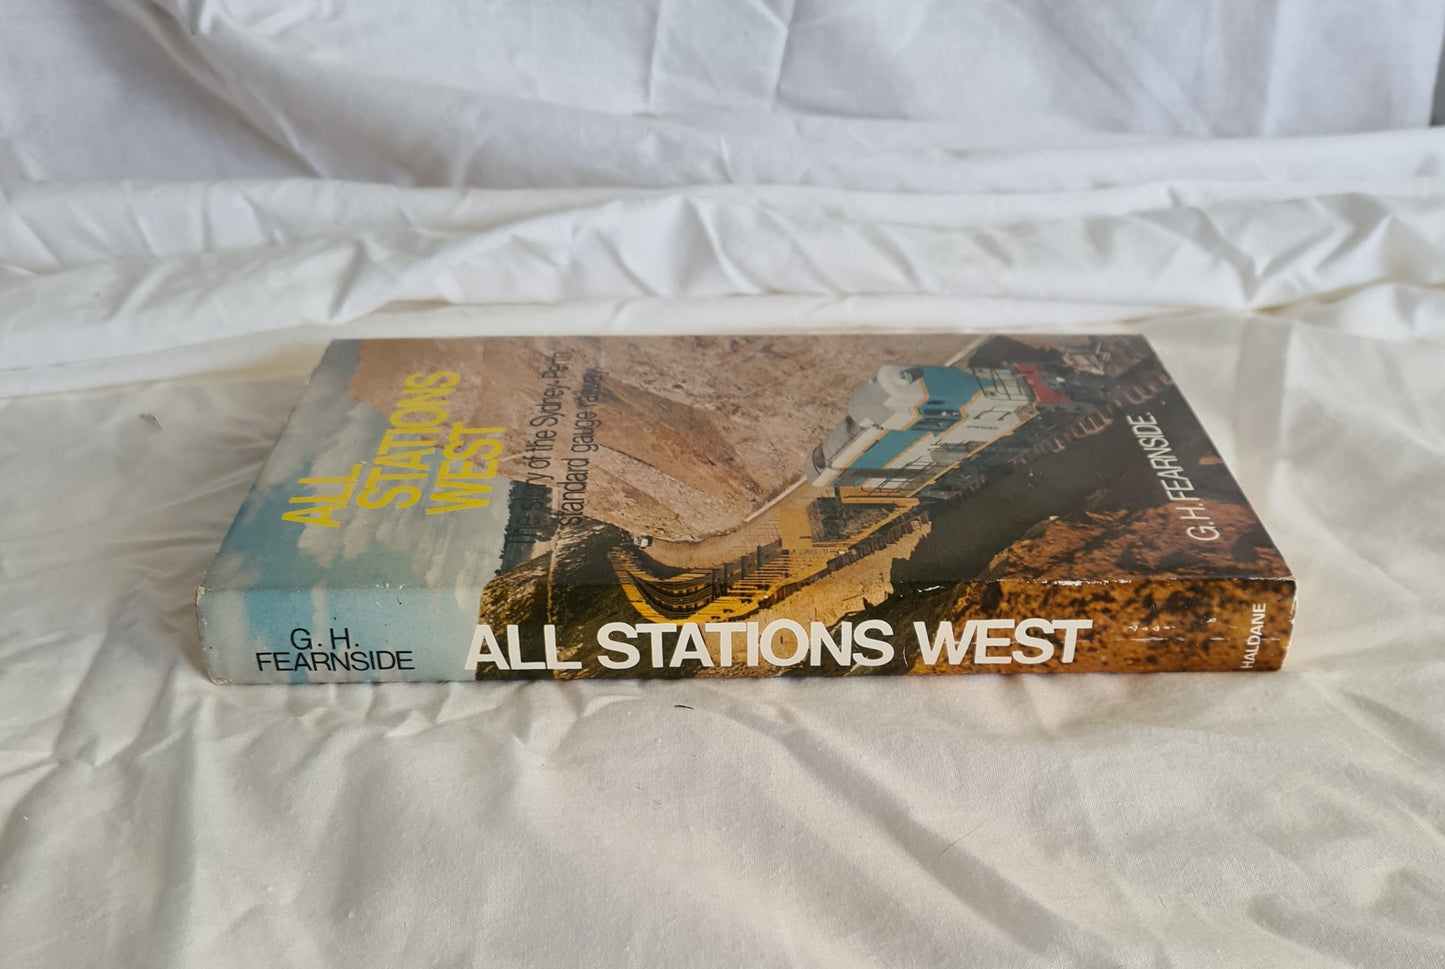 ALL
STATIONS
WEST
The story of the Sydney-Perth
standard gauge railway
G.H.FEARNSIDE
G. H.
FEARNSIDE
ALL STATIONS WEST
HALDANE